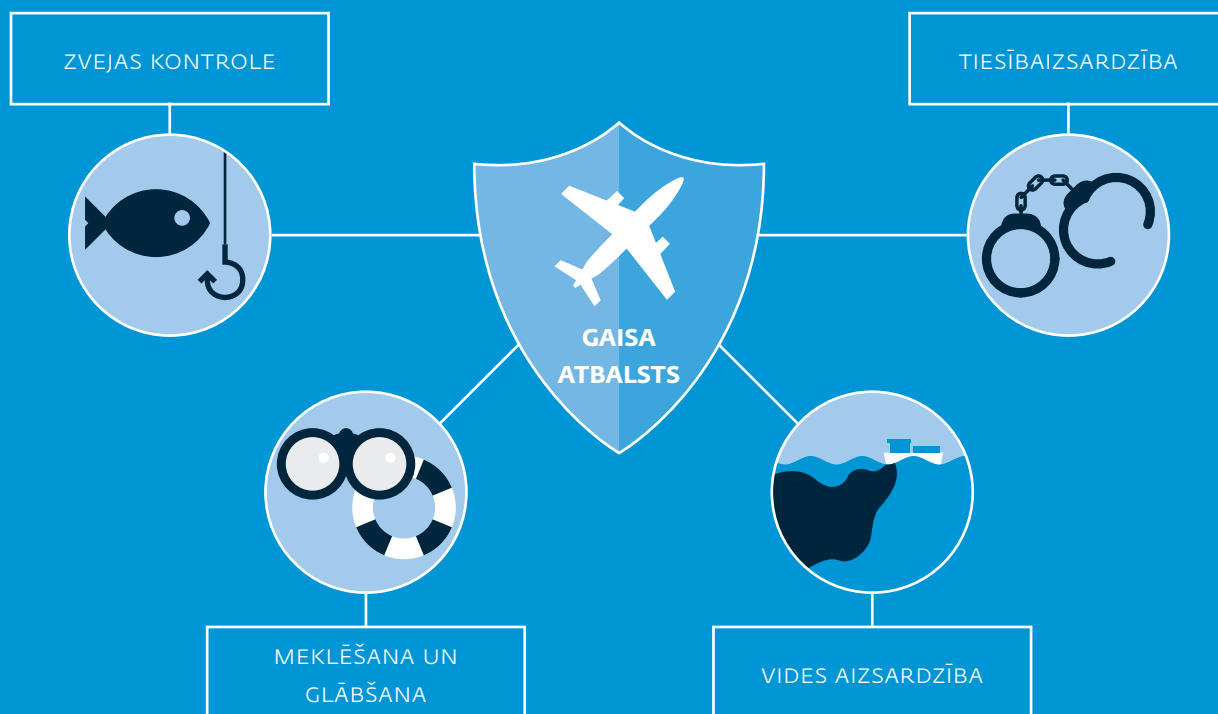 ZVEJAS KONTROLE
TIESĪBAIZSARDZĪBA
GAISA
ATBALSTS
MEKLĒŠANA UN
GLĀBŠANA
VIDES AIZSARDZĪBA